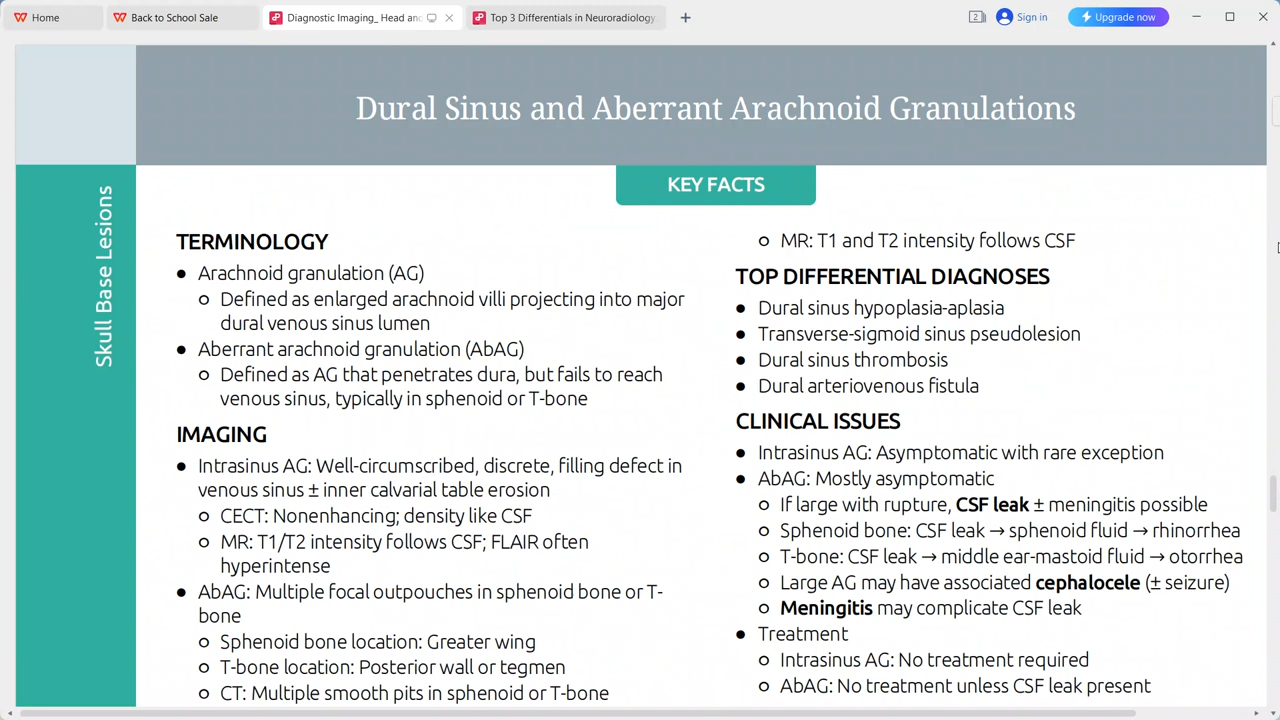 Home
Back to School Sale
Diagnostic Imaging_ Head and
Top 3 Differentials in Neuroradiology
2
Sign in
Upgrade now
Dural Sinus and Aberrant Arachnoid Granulations
Skull Base Lesions
KEY FACTS
TERMINOLOGY
● Arachnoid granulation (AG)
○ Defined as enlarged arachnoid villi projecting into major
dural venous sinus lumen
● Aberrant arachnoid granulation (AbAG)
○ Defined as AG that penetrates dura, but fails to reach
venous sinus, typically in sphenoid or T-bone
IMAGING
● Intrasinus AG: Well-circumscribed, discrete, filling defect in
venous sinus ± inner calvarial table erosion
○ CECT: Nonenhancing; density like CSF
○ MR: T1/T2 intensity follows CSF; FLAIR often
hyperintense
● AbAG: Multiple focal outpouches in sphenoid bone or T-
bone
○ Sphenoid bone location: Greater wing
○ T-bone location: Posterior wall or tegmen
○ CT: Multiple smooth pits in sphenoid or T-bone
○ MR: T1 and T2 intensity follows CSF
TOP DIFFERENTIAL DIAGNOSES
● Dural sinus hypoplasia-aplasia
● Transverse-sigmoid sinus pseudolesion
● Dural sinus thrombosis
● Dural arteriovenous fistula
CLINICAL ISSUES
● Intrasinus AG: Asymptomatic with rare exception
● AbAG: Mostly asymptomatic
○ If large with rupture, CSF leak ± meningitis possible
○ Sphenoid bone: CSF leak → sphenoid fluid → rhinorrhea
○ T-bone: CSF leak → middle ear-mastoid fluid → otorrhea
○ Large AG may have associated cephalocele (± seizure)
○ Meningitis may complicate CSF leak
● Treatment
○ Intrasinus AG: No treatment required
○ AbAG: No treatment unless CSF leak present